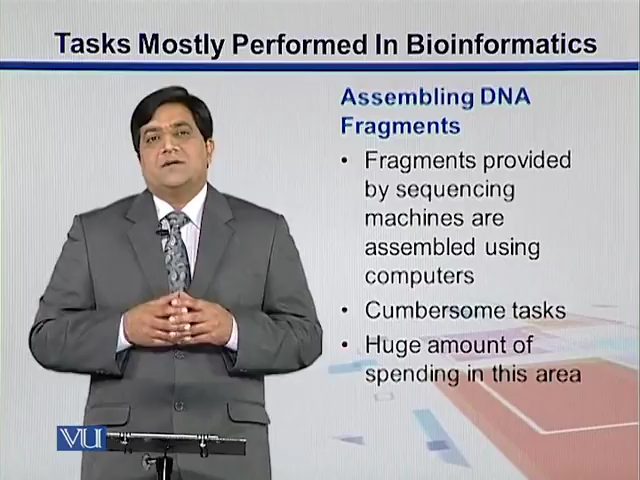 Tasks Mostly Performed In Bioinformatics
Assembling DNA
Fragments
• Fragments provided
by sequencing
machines are
assembled using
computers
• Cumbersome tasks
• Huge amount of
spending in this area
VU